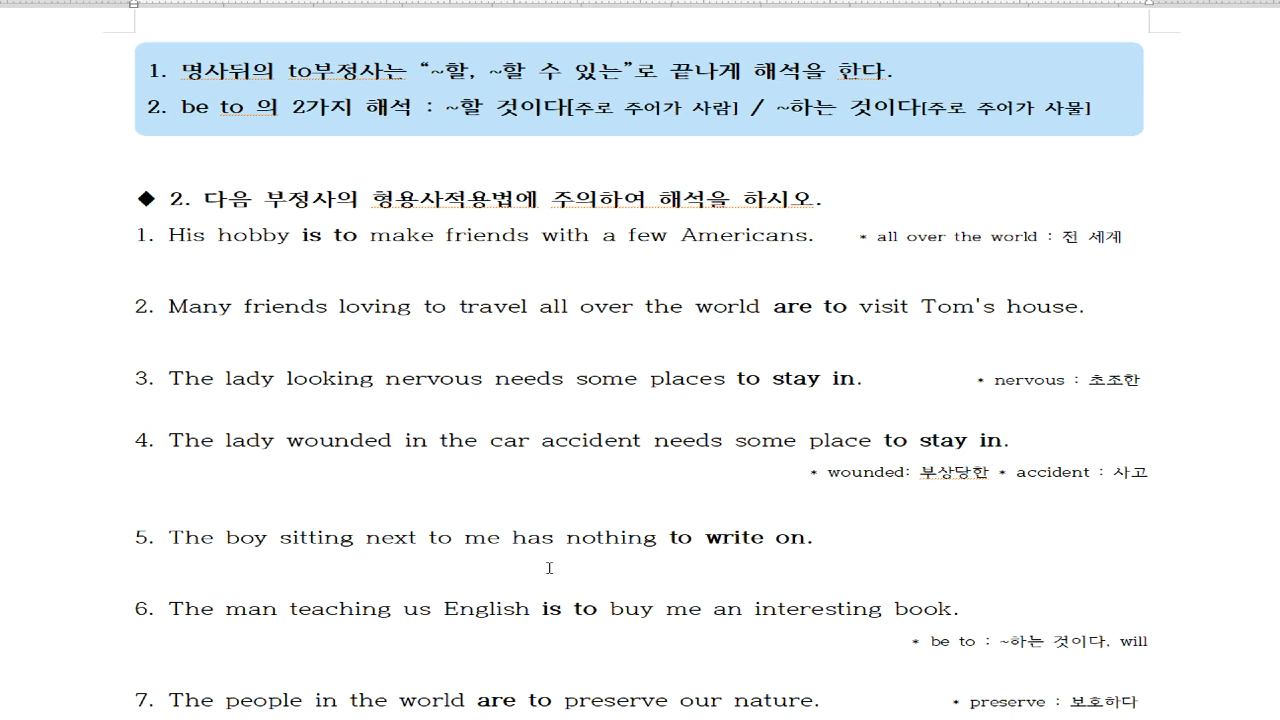 1. 명사뒤의 to부정사는 “~할, ~할 수 있는”로 끝나게 해석을 한다.
2. be to 의 2가지 해석 : ~할 것이다[주로 주어가 사람] / ~하는 것이다[주로 주어가 사물]
◆ 2. 다음 부정사의 형용사적용법에 주의하여 해석을 하시오.
1. His hobby is to make friends with a few Americans. * all over the world : 전 세계
2. Many friends loving to travel all over the world are to visit Tom's house.
3. The lady looking nervous needs some places to stay in. * nervous : 초조한
4. The lady wounded in the car accident needs some place to stay in.
* wounded: 부상당한 * accident : 사고
5. The boy sitting next to me has nothing to write on.
6. The man teaching us English is to buy me an interesting book.
* be to : ~하는 것이다, will
7. The people in the world are to preserve our nature. * preserve : 보호하다